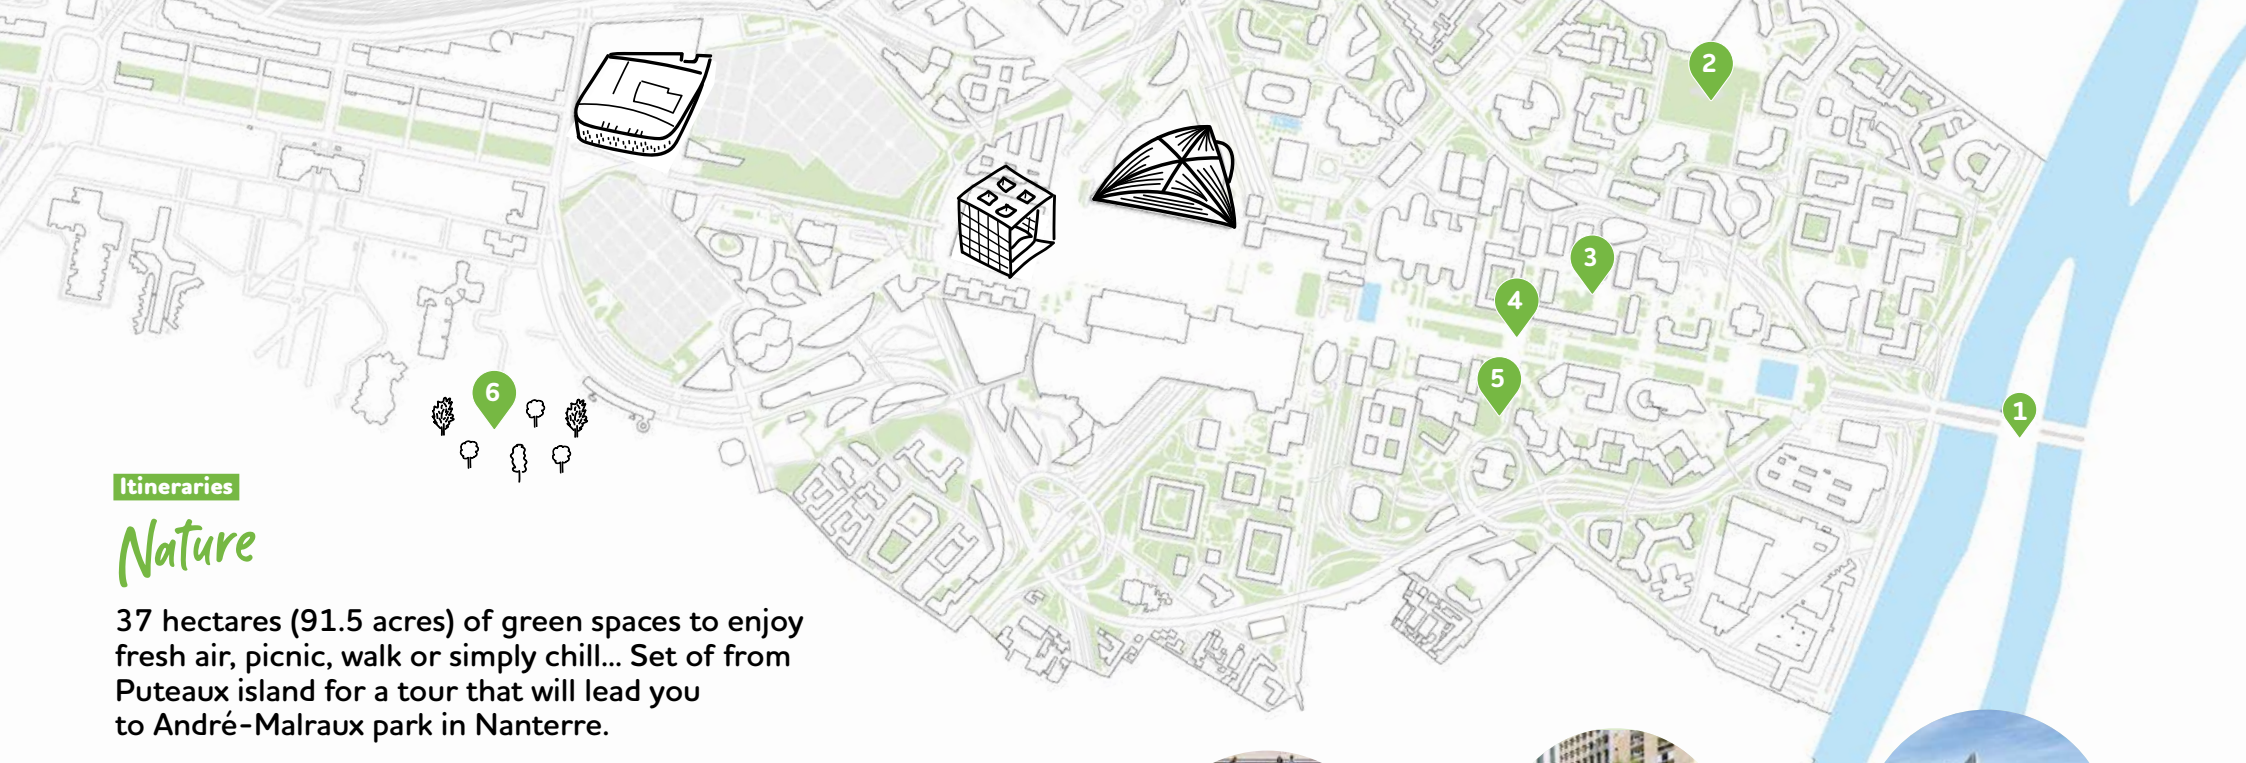 2
3
4
5
6
1
Itineraries
Nature
37 hectares (91.5 acres) of green spaces to enjoy
fresh air, picnic, walk or simply chill... Set of from
Puteaux island for a tour that will lead you
to André-Malraux park in Nanterre.